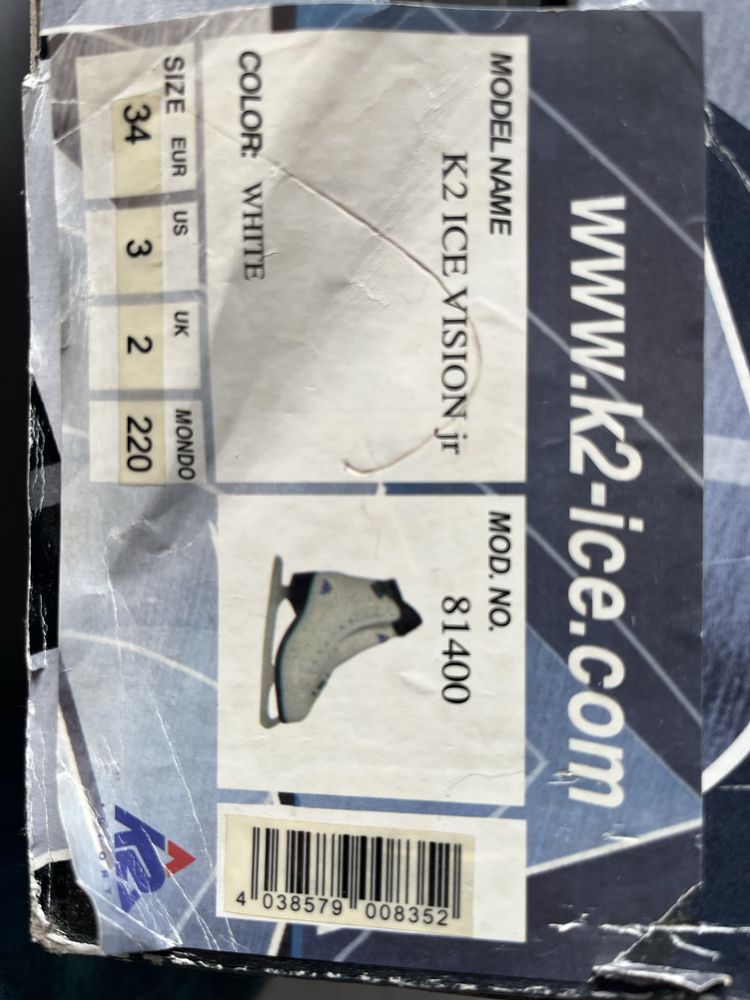 www.k2-ice.com
MODEL NAME
K2 ICE VISION jr
COLOR: WHITE
MOD. NO.
81400
SIZE EUR US UK MONDO
34 3 2 220
4 038579 008352
K2